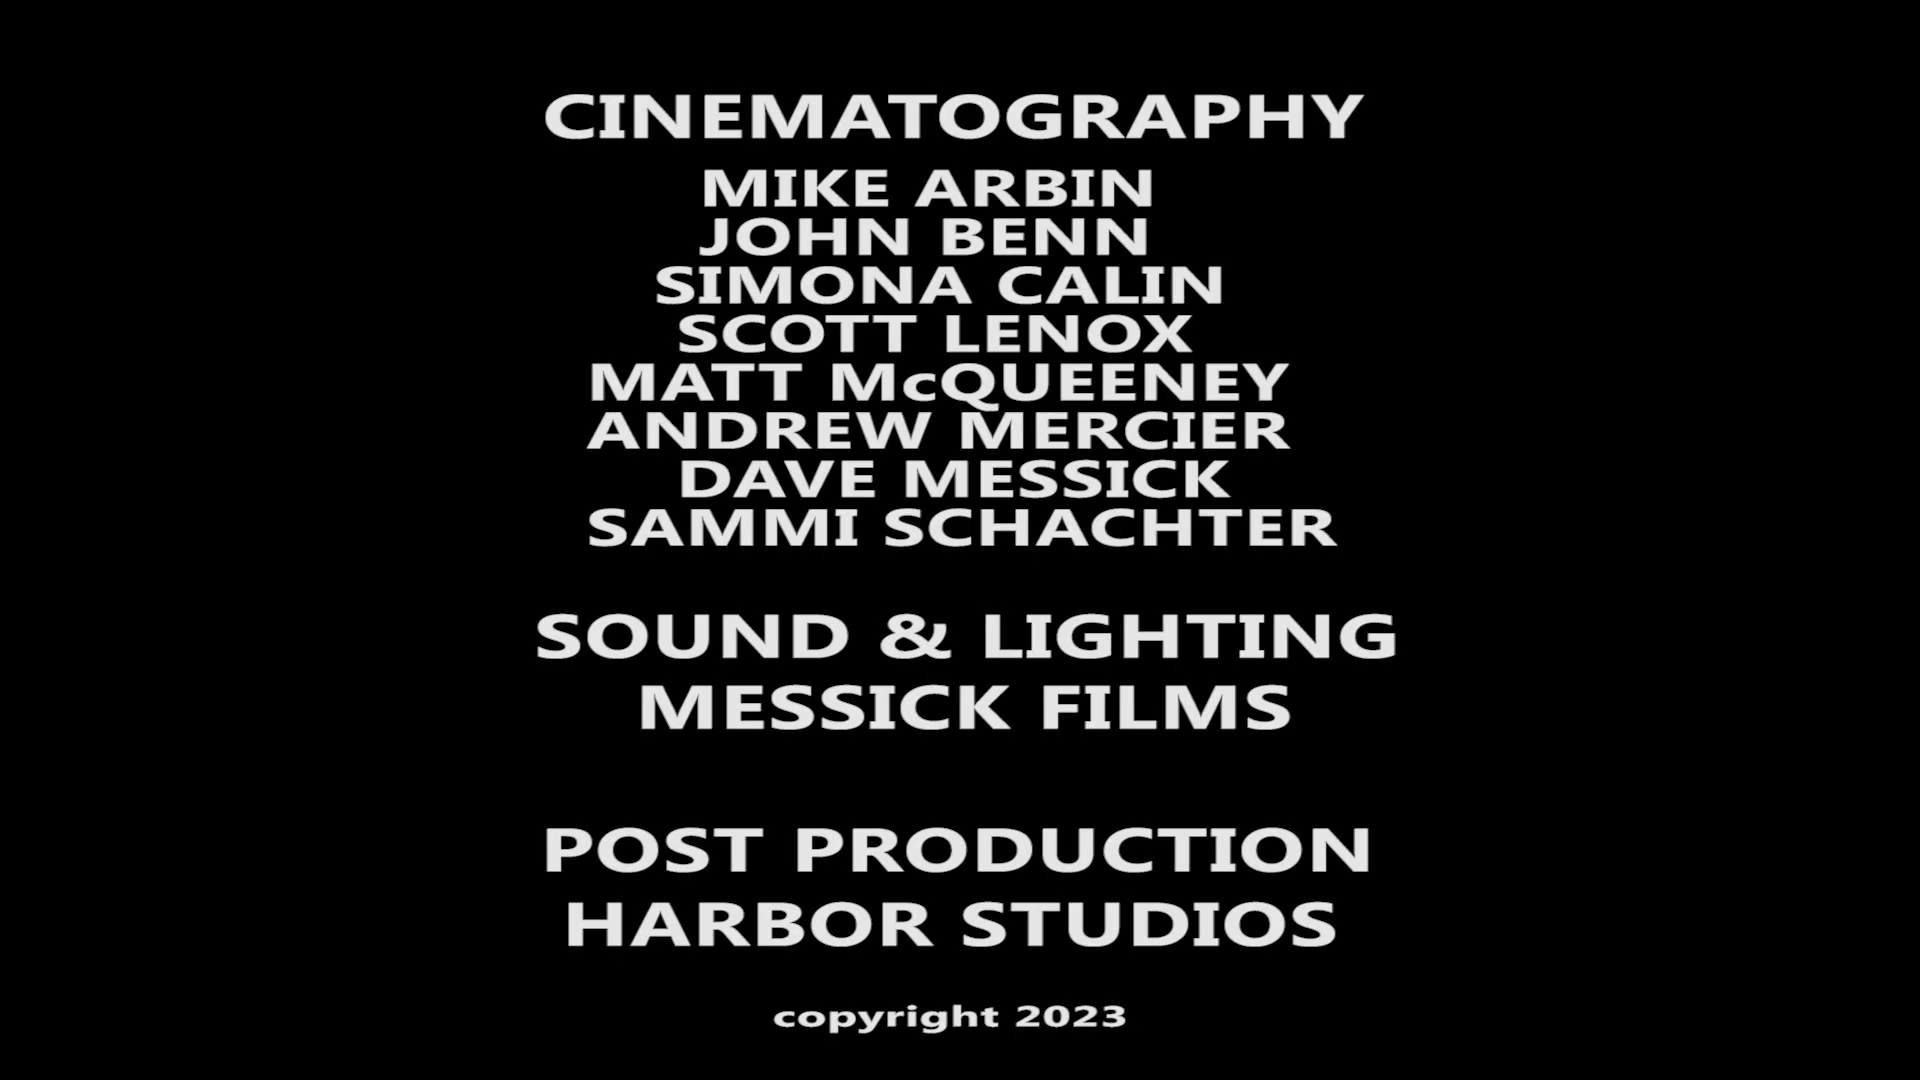 CINEMATOGRAPHY
MIKE ARBIN
JOHN BENN
SIMONA CALIN
SCOTT LENOX
MATT McQUEENEY
ANDREW MERCIER
DAVE MESSICK
SAMMI SCHACHTER
SOUND & LIGHTING
MESSICK FILMS
POST PRODUCTION
HARBOR STUDIOS
copyright 2023